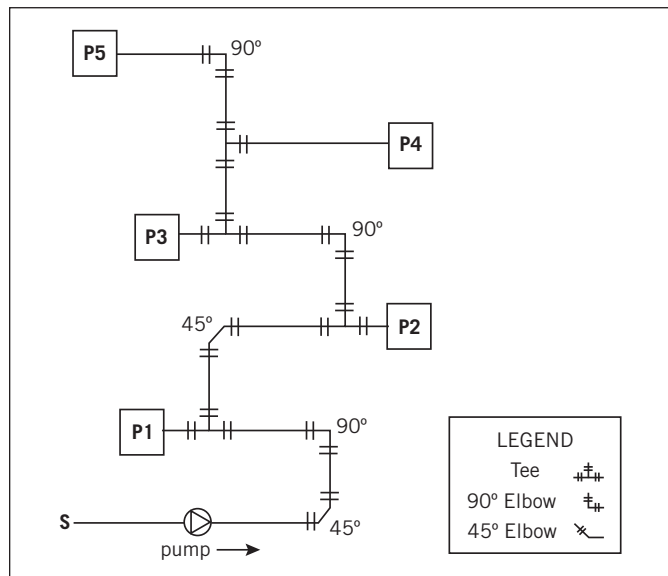 P5
90º
P4
P3
90º
45º
P2
P1
90º
S
45º
pump
LEGEND
Tee
90º Elbow
45º Elbow